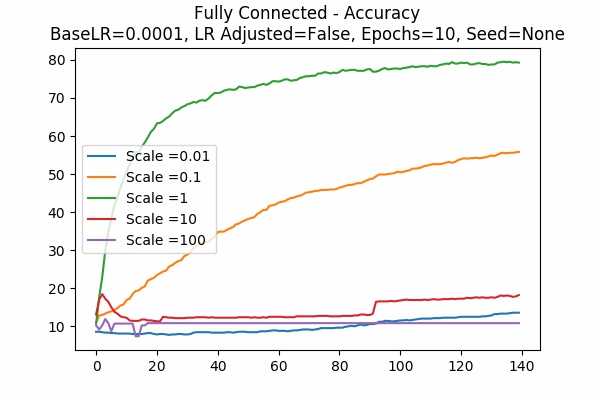 Fully Connected - Accuracy
BaseLR=0.0001, LR Adjusted=False, Epochs=10, Seed=None
80
70
60
50
40
30
20
10
Scale =0.01
Scale =0.1
Scale =1
Scale =10
Scale =100
0 20 40 60 80 100 120 140